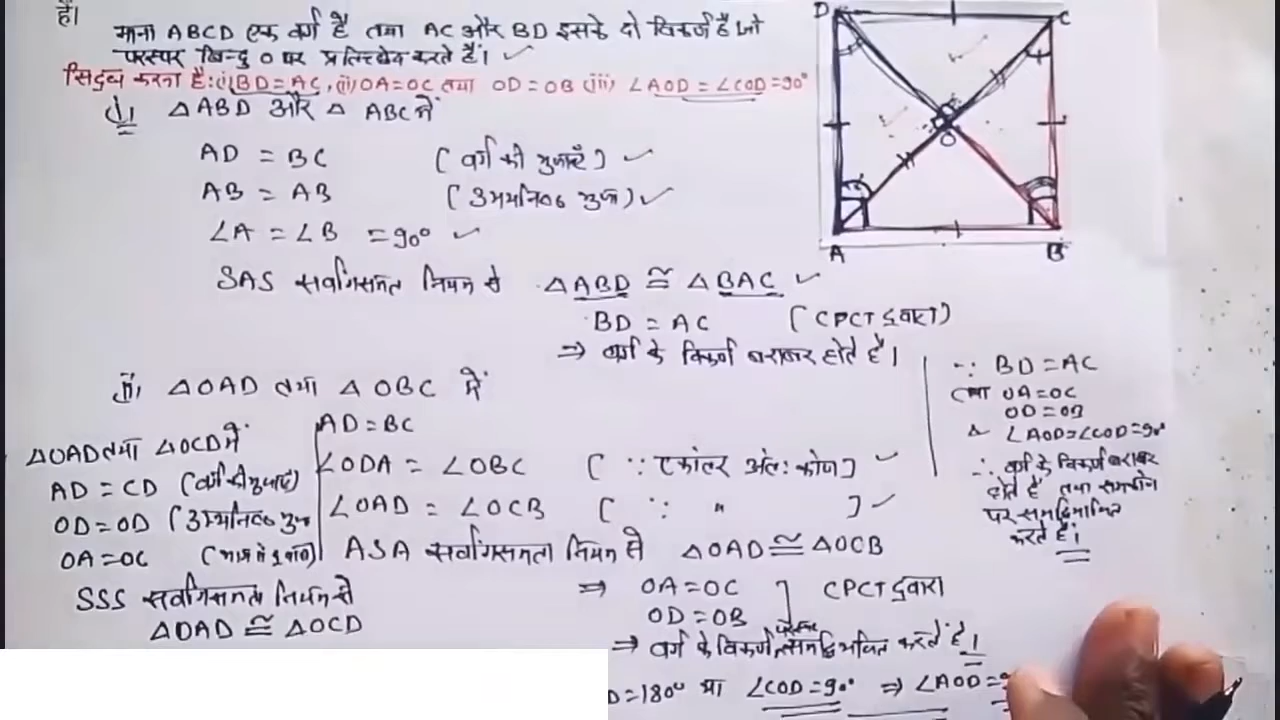 हैं।
माना ABCD एक वर्ग है तथा AC और BD इसके दो विकर्ण हैं जो
परस्पर बिन्दु O पर प्रतिच्छेद करते हैं।
सिद्ध करना है:(i) BD = AC, (ii) OA = OC तथा OD = OB (iii) ∠AOD = ∠COD = 90°
(i) △ ABD और △ ABC में
AD = BC (वर्ग की भुजाएँ)
AB = AB (उभयनिष्ठ भुजा)
∠A = ∠B = 90°
SAS सर्वांगसमता नियम से △ABD ≅ △BAC
BD = AC (CPCT द्वारा)
⇒ वर्ग के विकर्ण बराबर होते हैं।
(ii) △OAD तथा △ OBC में
AD = BC
∠ODA = ∠OBC ( ∵ एकांतर अंतः कोण)
∠OAD = ∠OCB ( ∵ " )
ASA सर्वांगसमता नियम से △OAD ≅ △OCB
⇒ OA = OC
OD = OB ] CPCT द्वारा
⇒ वर्ग के विकर्ण परस्पर समद्विभाजित करते हैं।
△OAD तथा △OCD में
AD = CD (वर्ग की भुजाएँ)
OD = OD (उभयनिष्ठ भुजा
OA = OC
SSS सर्वांगसमता नियम से
△OAD ≅ △OCD
D = 180° या ∠COD = 90° ⇒ ∠AOD =
∵ BD = AC
तथा OA = OC
OD = OB
∠AOD = ∠COD = 90°
∴ वर्ग के विकर्ण बराबर
होते हैं तथा समकोण
पर समद्विभाजित
करते हैं।
D C
O
A B